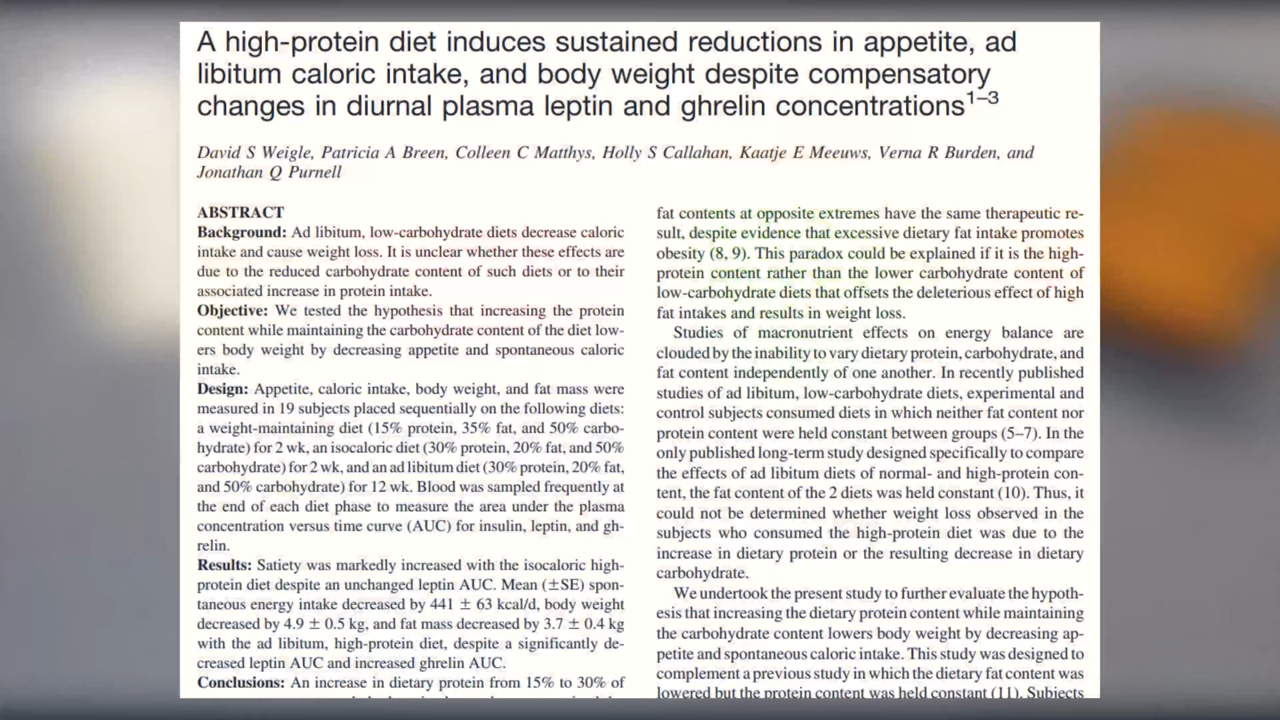 A high-protein diet induces sustained reductions in appetite, ad
libitum caloric intake, and body weight despite compensatory
changes in diurnal plasma leptin and ghrelin concentrations1–3
David S Weigle, Patricia A Breen, Colleen C Matthys, Holly S Callahan, Kaatje E Meeuws, Verna R Burden, and
Jonathan Q Purnell
ABSTRACT
Background: Ad libitum, low-carbohydrate diets decrease caloric
intake and cause weight loss. It is unclear whether these effects are
due to the reduced carbohydrate content of such diets or to their
associated increase in protein intake.
Objective: We tested the hypothesis that increasing the protein
content while maintaining the carbohydrate content of the diet low-
ers body weight by decreasing appetite and spontaneous caloric
intake.
Design: Appetite, caloric intake, body weight, and fat mass were
measured in 19 subjects placed sequentially on the following diets:
a weight-maintaining diet (15% protein, 35% fat, and 50% carbo-
hydrate) for 2 wk, an isocaloric diet (30% protein, 20% fat, and 50%
carbohydrate) for 2 wk, and an ad libitum diet (30% protein, 20% fat,
and 50% carbohydrate) for 12 wk. Blood was sampled frequently at
the end of each diet phase to measure the area under the plasma
concentration versus time curve (AUC) for insulin, leptin, and gh-
relin.
Results: Satiety was markedly increased with the isocaloric high-
protein diet despite an unchanged leptin AUC. Mean (±SE) spon-
taneous energy intake decreased by 441 ± 63 kcal/d, body weight
decreased by 4.9 ± 0.5 kg, and fat mass decreased by 3.7 ± 0.4 kg
with the ad libitum, high-protein diet, despite a significantly de-
creased leptin AUC and increased ghrelin AUC.
Conclusions: An increase in dietary protein from 15% to 30% of
fat contents at opposite extremes have the same therapeutic re-
sult, despite evidence that excessive dietary fat intake promotes
obesity (8, 9). This paradox could be explained if it is the high-
protein content rather than the lower carbohydrate content of
low-carbohydrate diets that offsets the deleterious effect of high
fat intakes and results in weight loss.
Studies of macronutrient effects on energy balance are
clouded by the inability to vary dietary protein, carbohydrate, and
fat content independently of one another. In recently published
studies of ad libitum, low-carbohydrate diets, experimental and
control subjects consumed diets in which neither fat content nor
protein content were held constant between groups (5–7). In the
only published long-term study designed specifically to compare
the effects of ad libitum diets of normal- and high-protein con-
tent, the fat content of the 2 diets was held constant (10). Thus, it
could not be determined whether weight loss observed in the
subjects who consumed the high-protein diet was due to the
increase in dietary protein or the resulting decrease in dietary
carbohydrate.
We undertook the present study to further evaluate the hypoth-
esis that increasing the dietary protein content while maintaining
the carbohydrate content lowers body weight by decreasing ap-
petite and spontaneous caloric intake. This study was designed to
complement a previous study in which the dietary fat content was
lowered but the protein content was held constant (11). Subjects